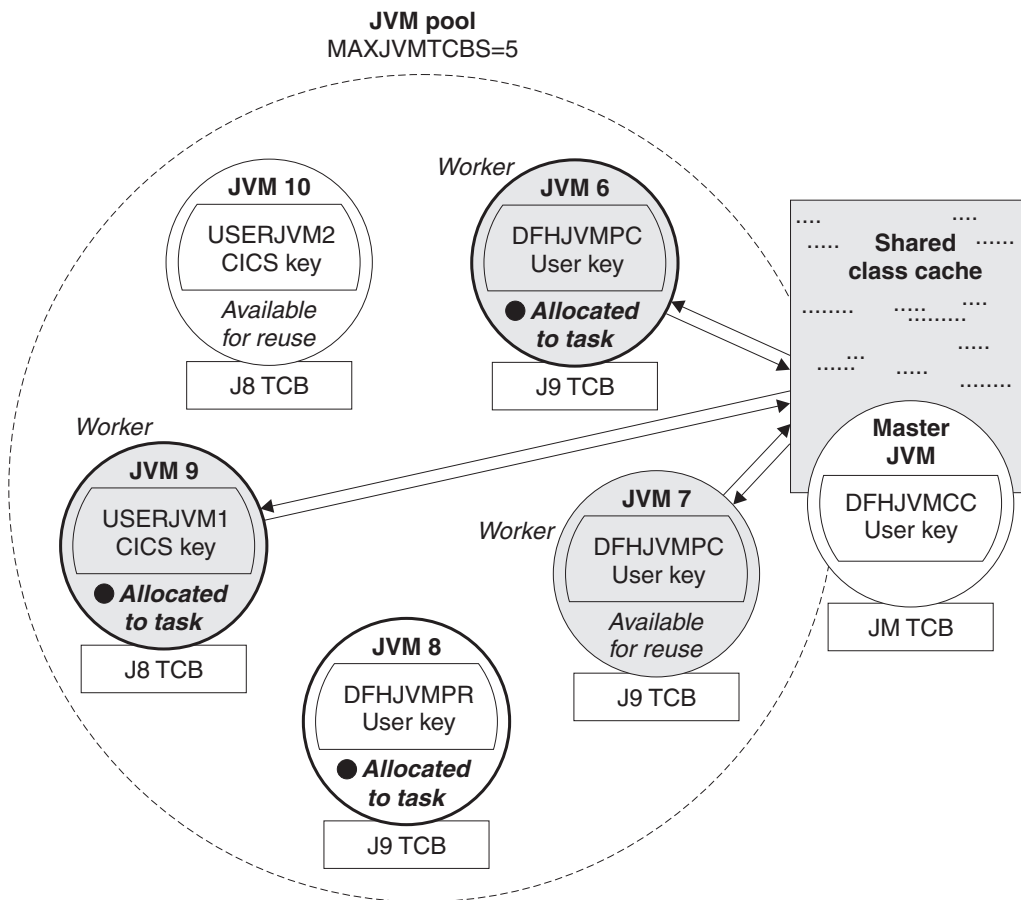 JVM pool
MAXJVMTCBS=5
JVM 10
USERJVM2
CICS key
Available
for reuse
J8 TCB
Worker
JVM 6
DFHJVMPC
User key
Allocated
to task
J9 TCB
Shared
class cache
Master
JVM
DFHJVMCC
User key
JM TCB
Worker
JVM 9
USERJVM1
CICS key
Allocated
to task
J8 TCB
Worker
JVM 7
DFHJVMPC
User key
Available
for reuse
J9 TCB
JVM 8
DFHJVMPR
User key
Allocated
to task
J9 TCB